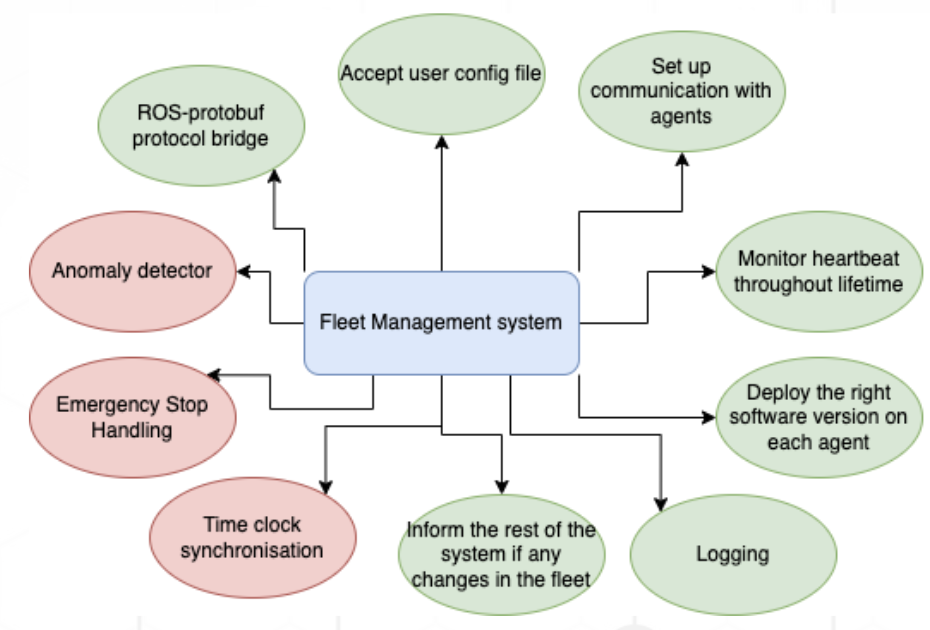 Accept user config file
Set up
communication with
agents
ROS-protobuf
protocol bridge
Anomaly detector
Monitor heartbeat
throughout lifetime
Fleet Management system
Emergency Stop
Handling
Deploy the right
software version on
each agent
Time clock
synchronisation
Inform the rest of the
system if any
changes in the fleet
Logging